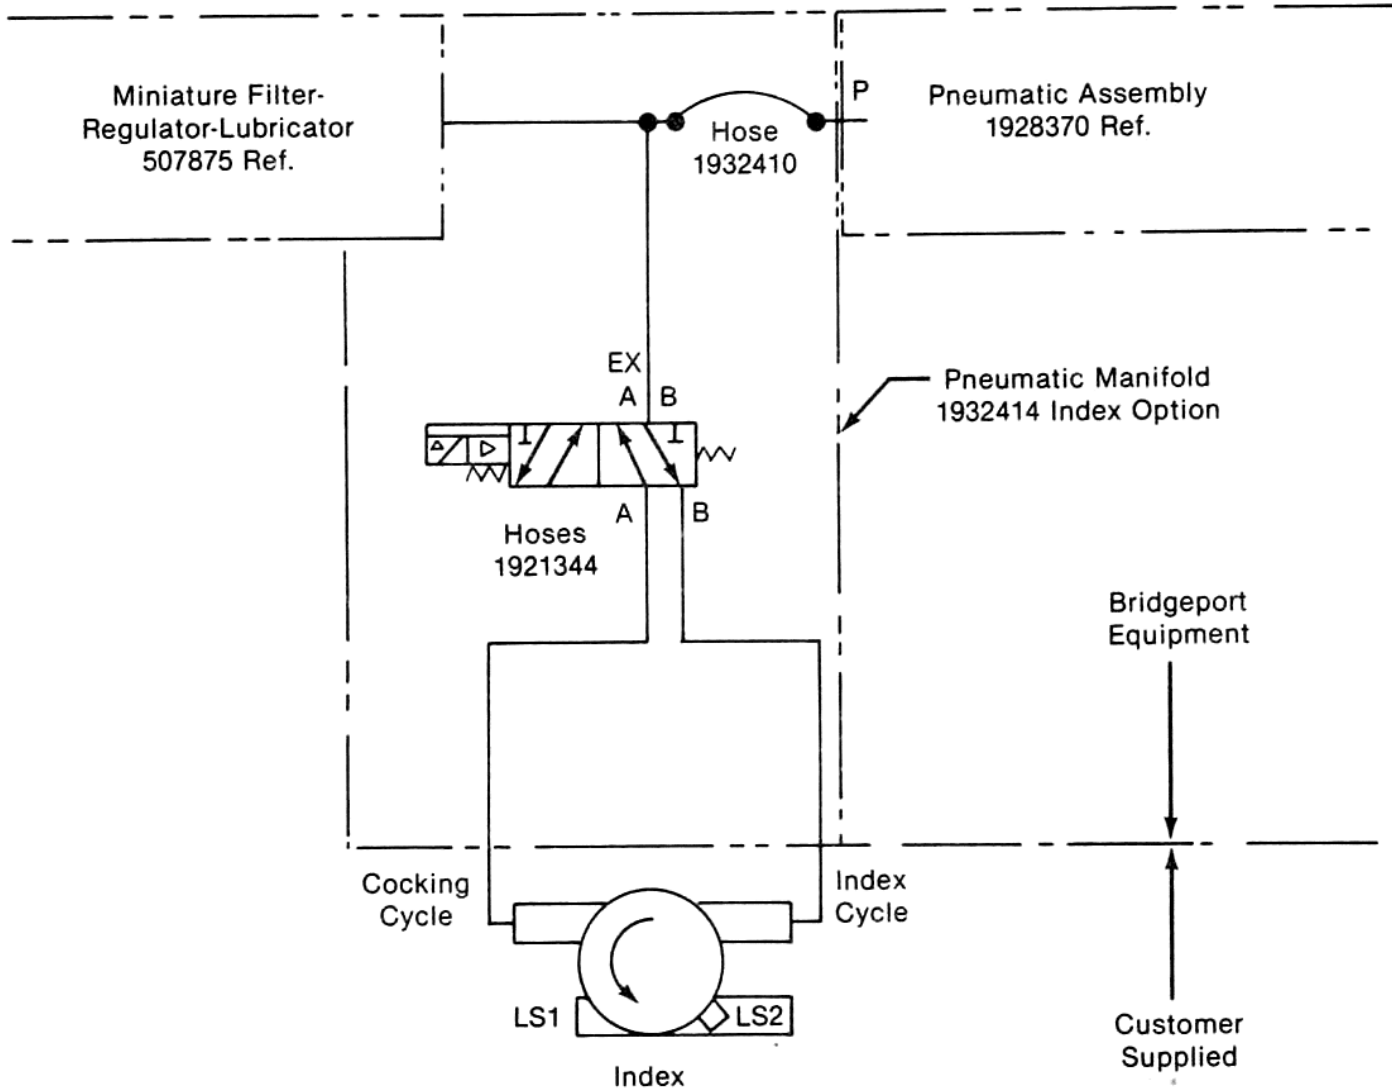 Miniature Filter-
Regulator-Lubricator
507875 Ref.
Hose
1932410
P
Pneumatic Assembly
1928370 Ref.
EX
A B
Pneumatic Manifold
1932414 Index Option
A B
Hoses
1921344
Bridgeport
Equipment
Cocking
Cycle
Index
Cycle
LS1
LS2
Index
Customer
Supplied